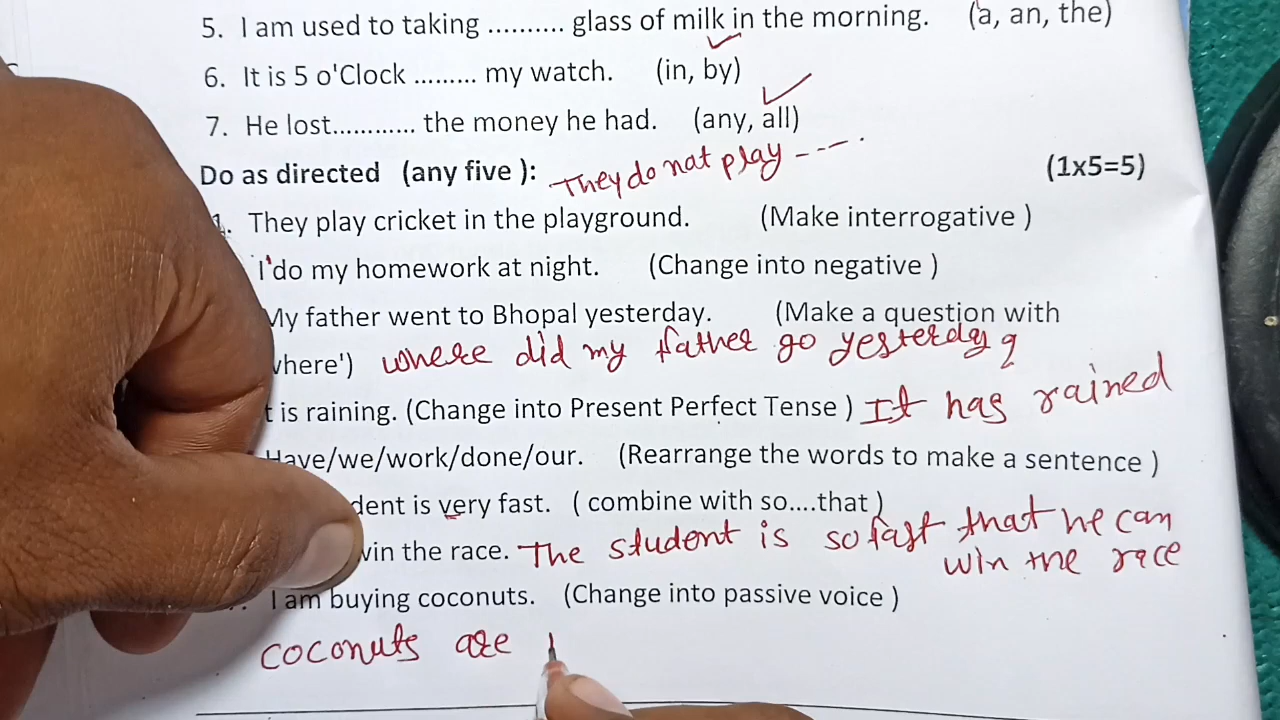 5. I am used to taking .......... glass of milk in the morning. (a, an, the)
6. It is 5 o'Clock ......... my watch. (in, by)
7. He lost............ the money he had. (any, all)
Do as directed (any five ): They do not play ---- (1x5=5)
1. They play cricket in the playground. (Make interrogative )
I do my homework at night. (Change into negative )
My father went to Bhopal yesterday. (Make a question with
where') where did my father go yesterday ?
t is raining. (Change into Present Perfect Tense ) It has rained
Have/we/work/done/our. (Rearrange the words to make a sentence )
dent is very fast. ( combine with so....that )
win the race. The student is so fast that he can
win the race
I am buying coconuts. (Change into passive voice )
coconuts are